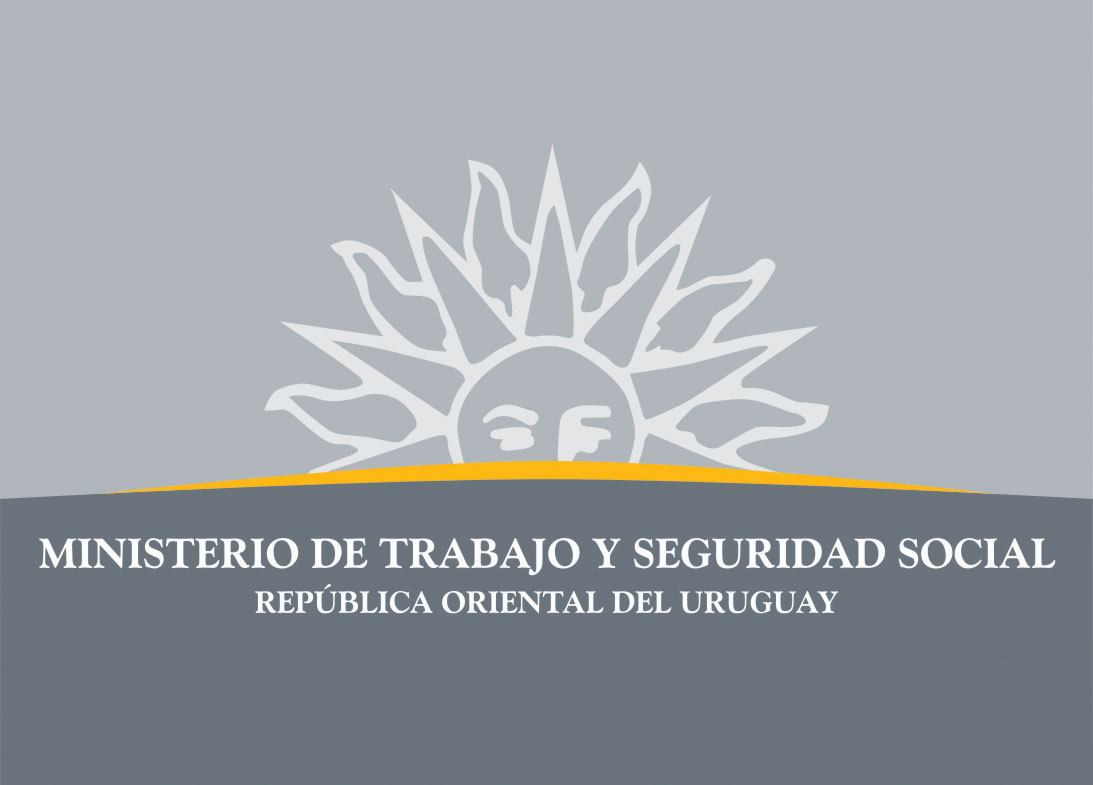 MINISTERIO DE TRABAJO Y SEGURIDAD SOCIAL
REPÚBLICA ORIENTAL DEL URUGUAY